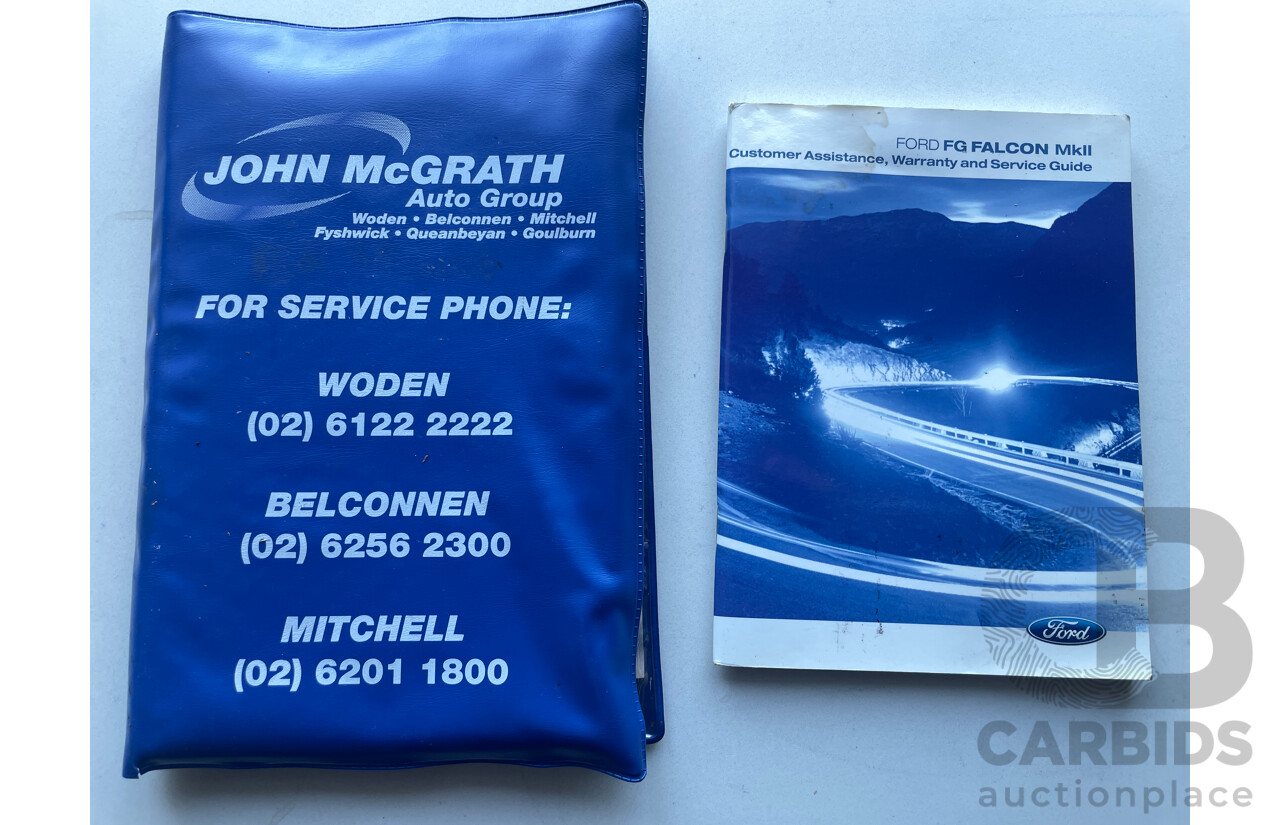 JOHN McGRATH
Auto Group
Woden • Belconnen • Mitchell
Fyshwick • Queanbeyan • Goulburn
FOR SERVICE PHONE:
WODEN
(02) 6122 2222
BELCONNEN
(02) 6256 2300
MITCHELL
(02) 6201 1800
FORD FG FALCON MkII
Customer Assistance, Warranty and Service Guide
Ford
B
CARBIDS
auctionplace